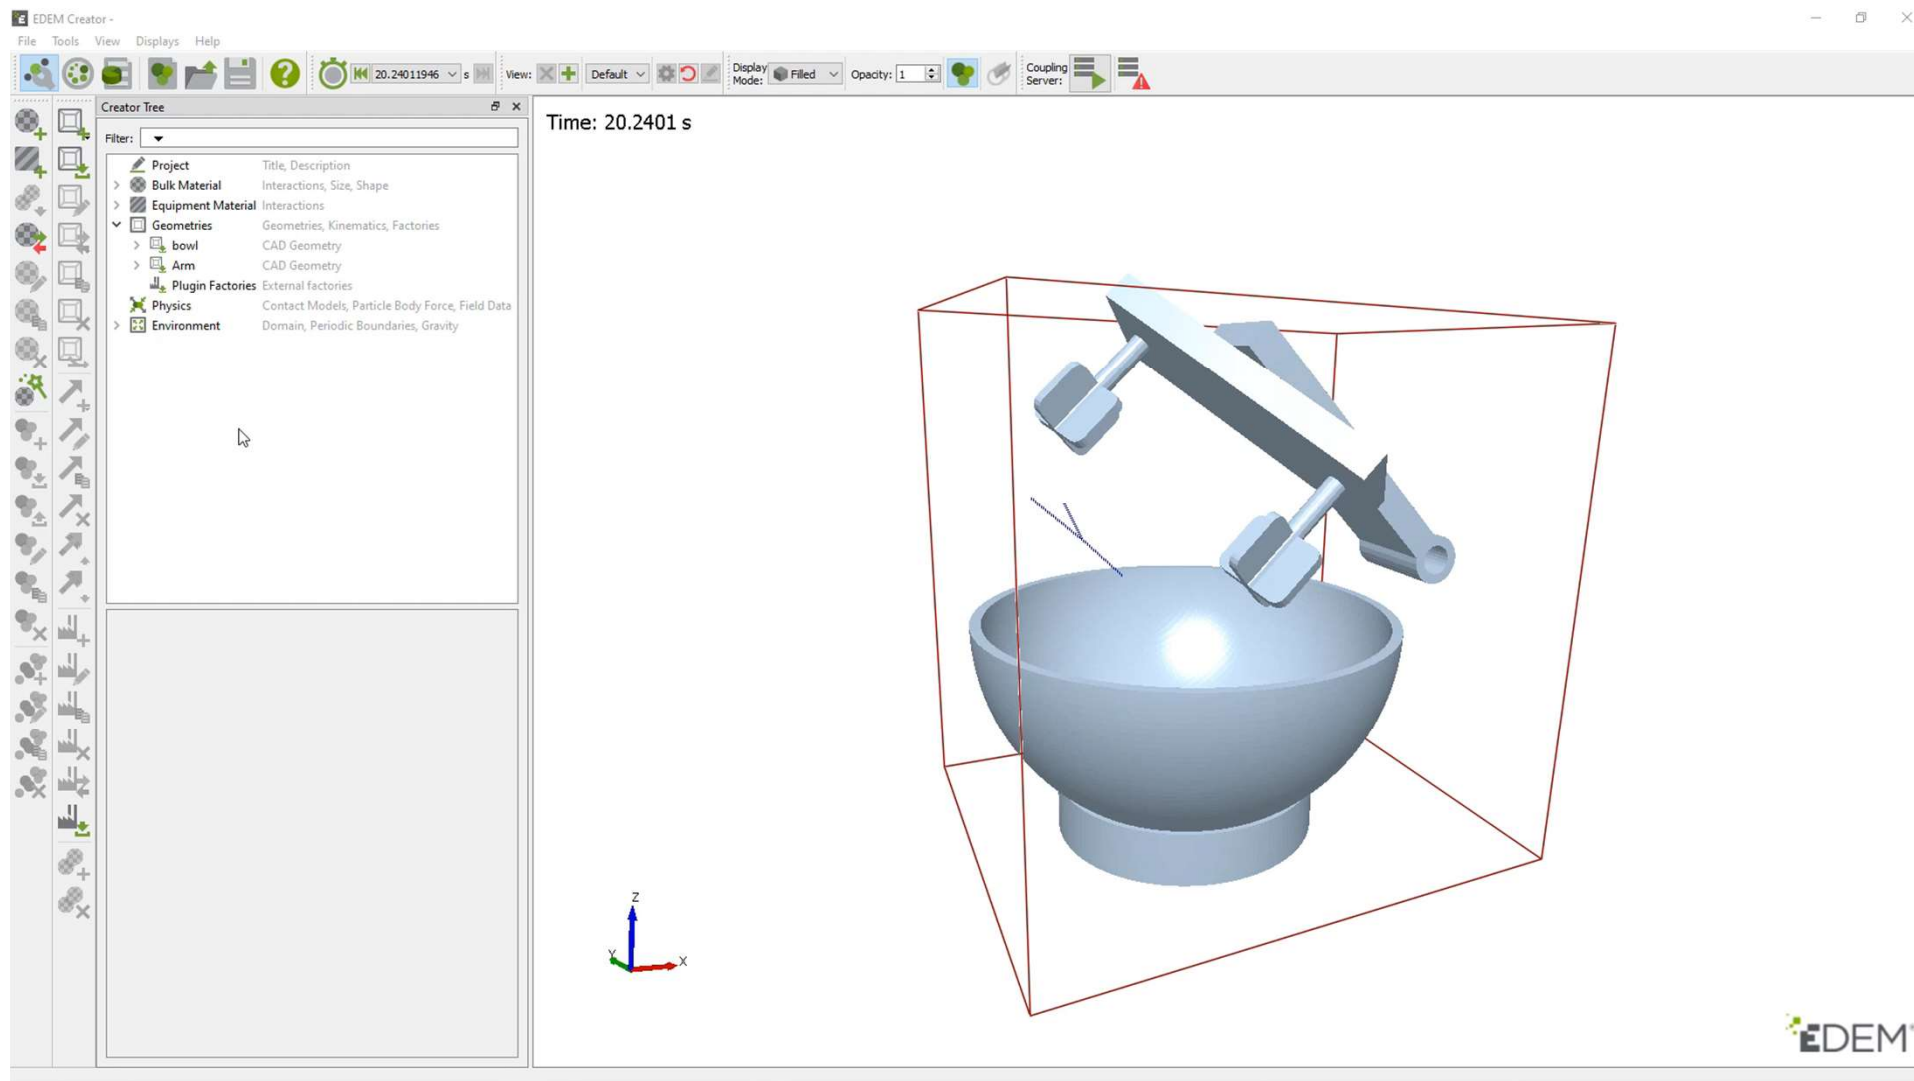 EDEM Creator -
File Tools View Displays Help
20.24011946 s View: Default Display Mode: Filled Opacity: 1 Coupling Server:
Creator Tree
Filter:
Time: 20.2401 s
Project Title, Description
Bulk Material Interactions, Size, Shape
Equipment Material Interactions
Geometries Geometries, Kinematics, Factories
bowl CAD Geometry
Arm CAD Geometry
Plugin Factories External factories
Physics Contact Models, Particle Body Force, Field Data
Environment Domain, Periodic Boundaries, Gravity
Z
Y
X
EDEM